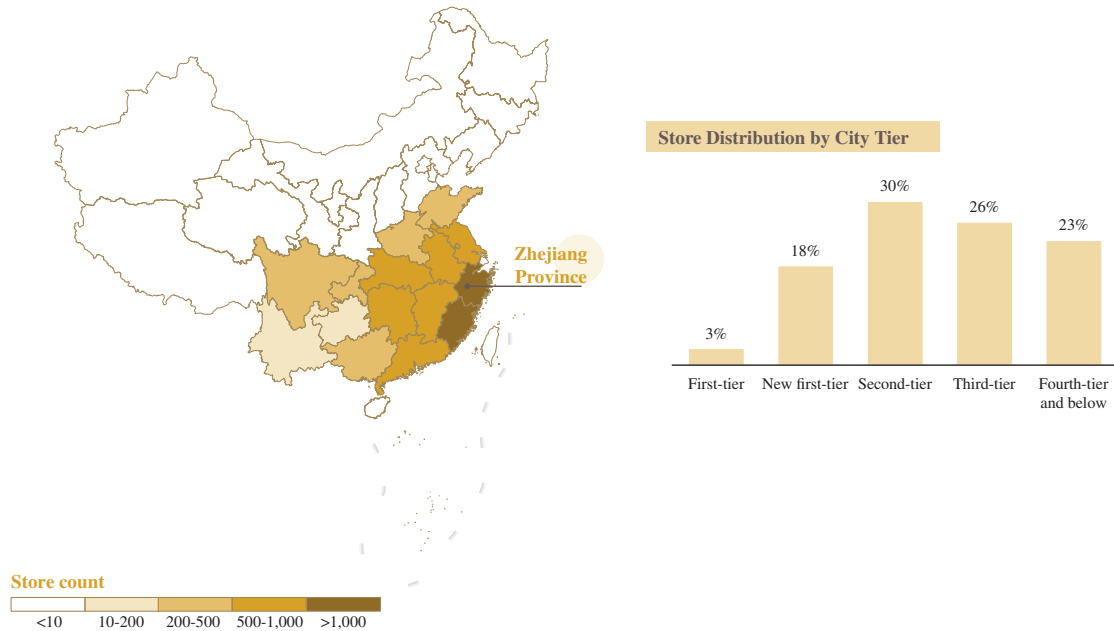 Zhejiang
Province
Store count
<10 10-200 200-500 500-1,000 >1,000
Store Distribution by City Tier
3% 18% 30% 26% 23%
First-tier New first-tier Second-tier Third-tier Fourth-tier
and below